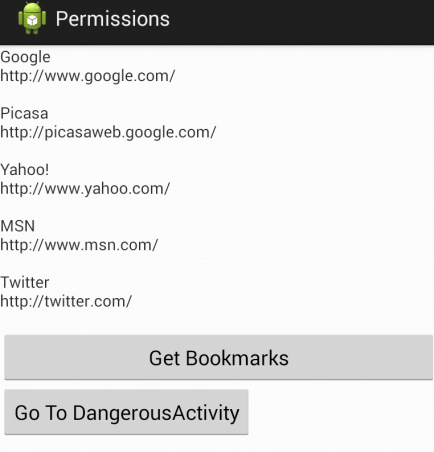 Permissions
Google
http://www.google.com/
Picasa
http://picasaweb.google.com/
Yahoo!
http://www.yahoo.com/
MSN
http://www.msn.com/
Twitter
http://twitter.com/
Get Bookmarks
Go To DangerousActivity